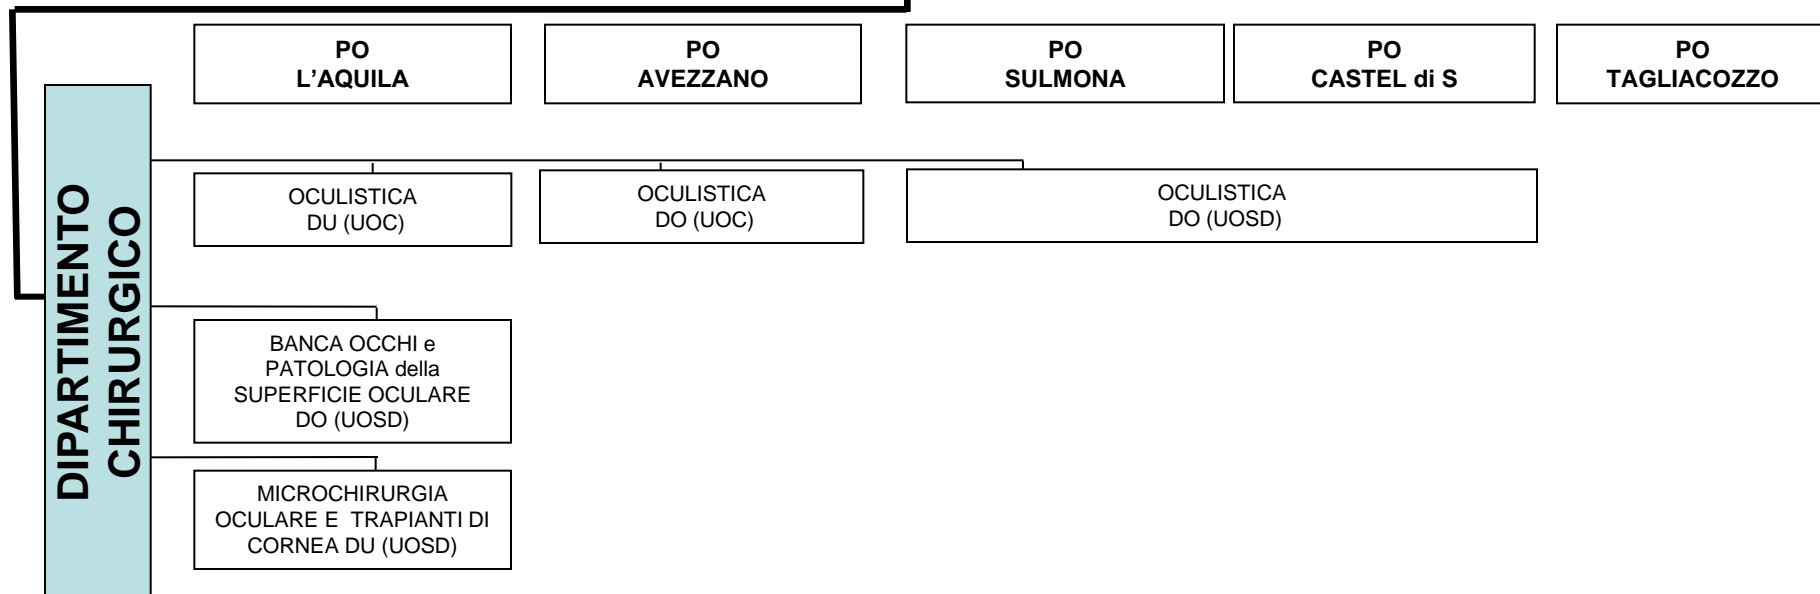 PO
L'AQUILA
PO
AVEZZANO
PO
SULMONA
PO
CASTEL di S
PO
TAGLIACOZZO
DIPARTIMENTO
CHIRURGICO
OCULISTICA
DU (UOC)
OCULISTICA
DO (UOC)
OCULISTICA
DO (UOSD)
BANCA OCCHI e
PATOLOGIA della
SUPERFICIE OCULARE
DO (UOSD)
MICROCHIRURGIA
OCULARE E TRAPIANTI DI
CORNEA DU (UOSD)